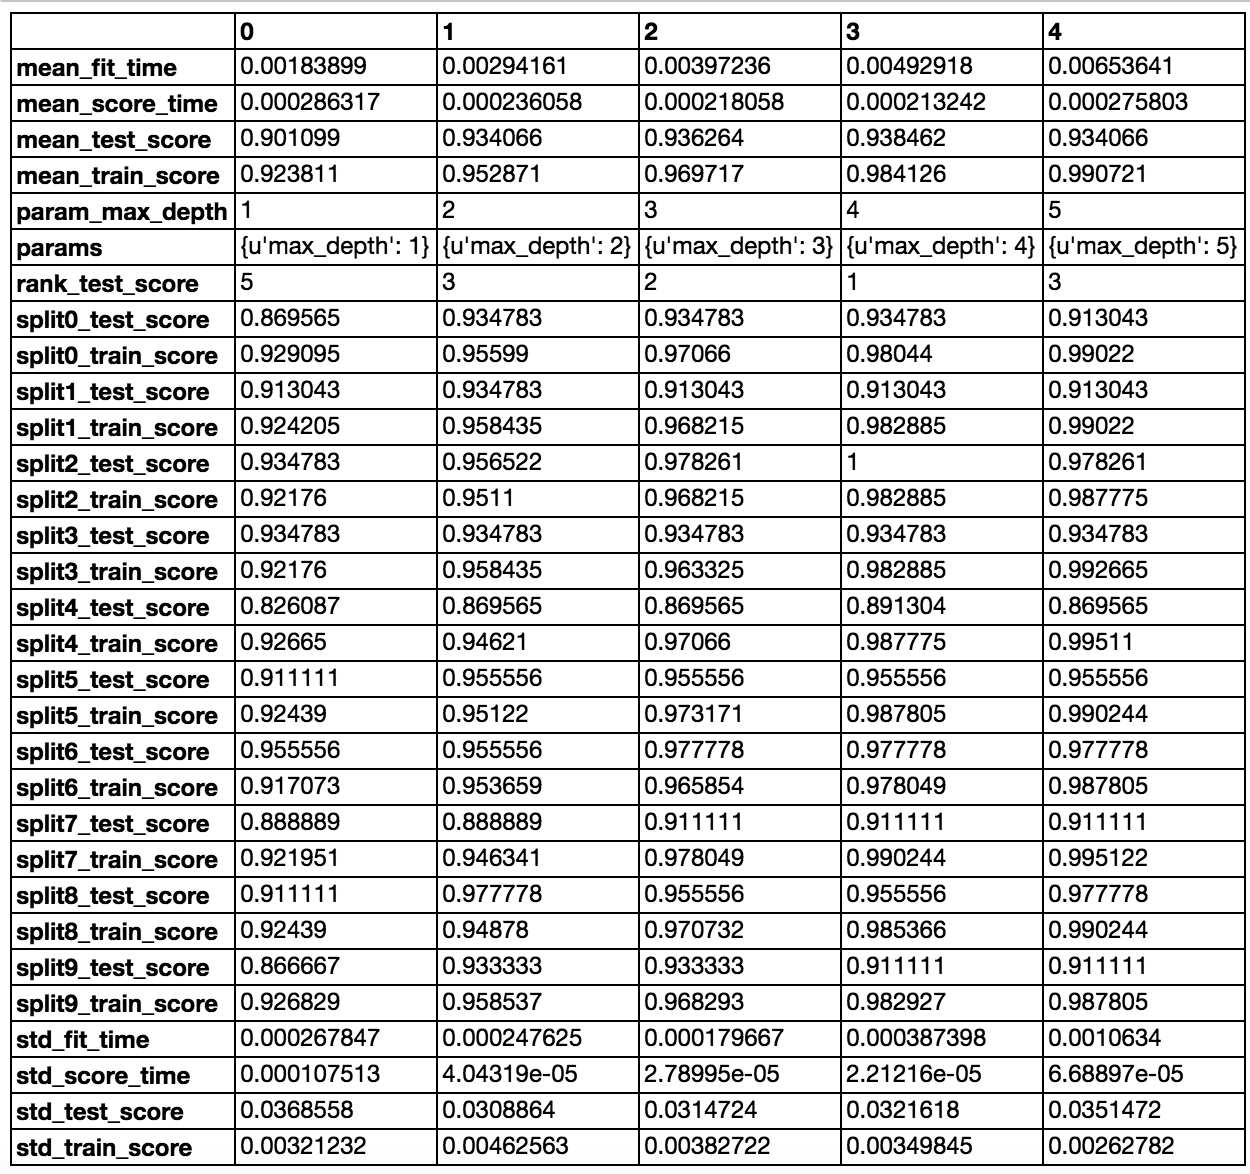 0 1 2 3 4
mean_fit_time 0.00183899 0.00294161 0.00397236 0.00492918 0.00653641
mean_score_time 0.000286317 0.000236058 0.000218058 0.000213242 0.000275803
mean_test_score 0.901099 0.934066 0.936264 0.938462 0.934066
mean_train_score 0.923811 0.952871 0.969717 0.984126 0.990721
param_max_depth 1 2 3 4 5
params {u'max_depth': 1} {u'max_depth': 2} {u'max_depth': 3} {u'max_depth': 4} {u'max_depth': 5}
rank_test_score 5 3 2 1 3
split0_test_score 0.869565 0.934783 0.934783 0.934783 0.913043
split0_train_score 0.929095 0.95599 0.97066 0.98044 0.99022
split1_test_score 0.913043 0.934783 0.913043 0.913043 0.913043
split1_train_score 0.924205 0.958435 0.968215 0.982885 0.99022
split2_test_score 0.934783 0.956522 0.978261 1 0.978261
split2_train_score 0.92176 0.9511 0.968215 0.982885 0.987775
split3_test_score 0.934783 0.934783 0.934783 0.934783 0.934783
split3_train_score 0.92176 0.958435 0.963325 0.982885 0.992665
split4_test_score 0.826087 0.869565 0.869565 0.891304 0.869565
split4_train_score 0.92665 0.94621 0.97066 0.987775 0.99511
split5_test_score 0.911111 0.955556 0.955556 0.955556 0.955556
split5_train_score 0.92439 0.95122 0.973171 0.987805 0.990244
split6_test_score 0.955556 0.955556 0.977778 0.977778 0.977778
split6_train_score 0.917073 0.953659 0.965854 0.978049 0.987805
split7_test_score 0.888889 0.888889 0.911111 0.911111 0.911111
split7_train_score 0.921951 0.946341 0.978049 0.990244 0.995122
split8_test_score 0.911111 0.977778 0.955556 0.955556 0.977778
split8_train_score 0.92439 0.94878 0.970732 0.985366 0.990244
split9_test_score 0.866667 0.933333 0.933333 0.911111 0.911111
split9_train_score 0.926829 0.958537 0.968293 0.982927 0.987805
std_fit_time 0.000267847 0.000247625 0.000179667 0.000387398 0.0010634
std_score_time 0.000107513 4.04319e-05 2.78995e-05 2.21216e-05 6.68897e-05
std_test_score 0.0368558 0.0308864 0.0314724 0.0321618 0.0351472
std_train_score 0.00321232 0.00462563 0.00382722 0.00349845 0.00262782